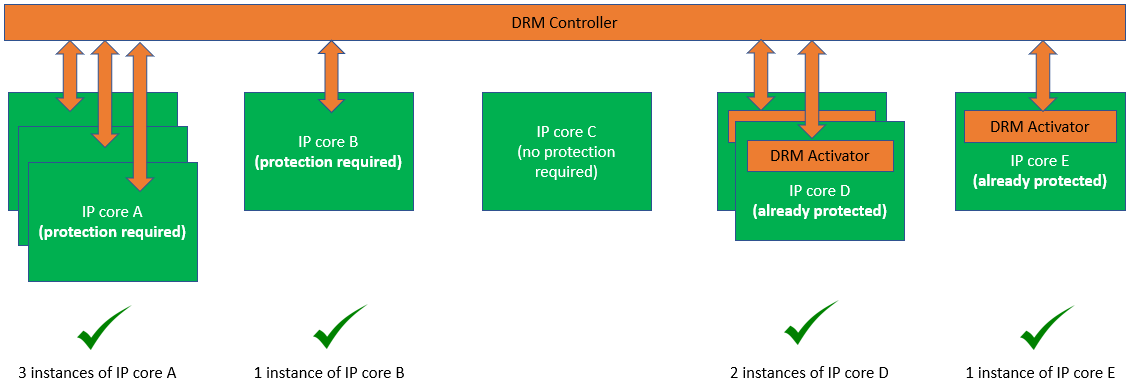 DRM Controller
IP core A
(protection required)
IP core B
(protection required)
IP core C
(no protection
required)
DRM Activator
IP core D
(already protected)
DRM Activator
IP core E
(already protected)
3 instances of IP core A
1 instance of IP core B
2 instances of IP core D
1 instance of IP core E